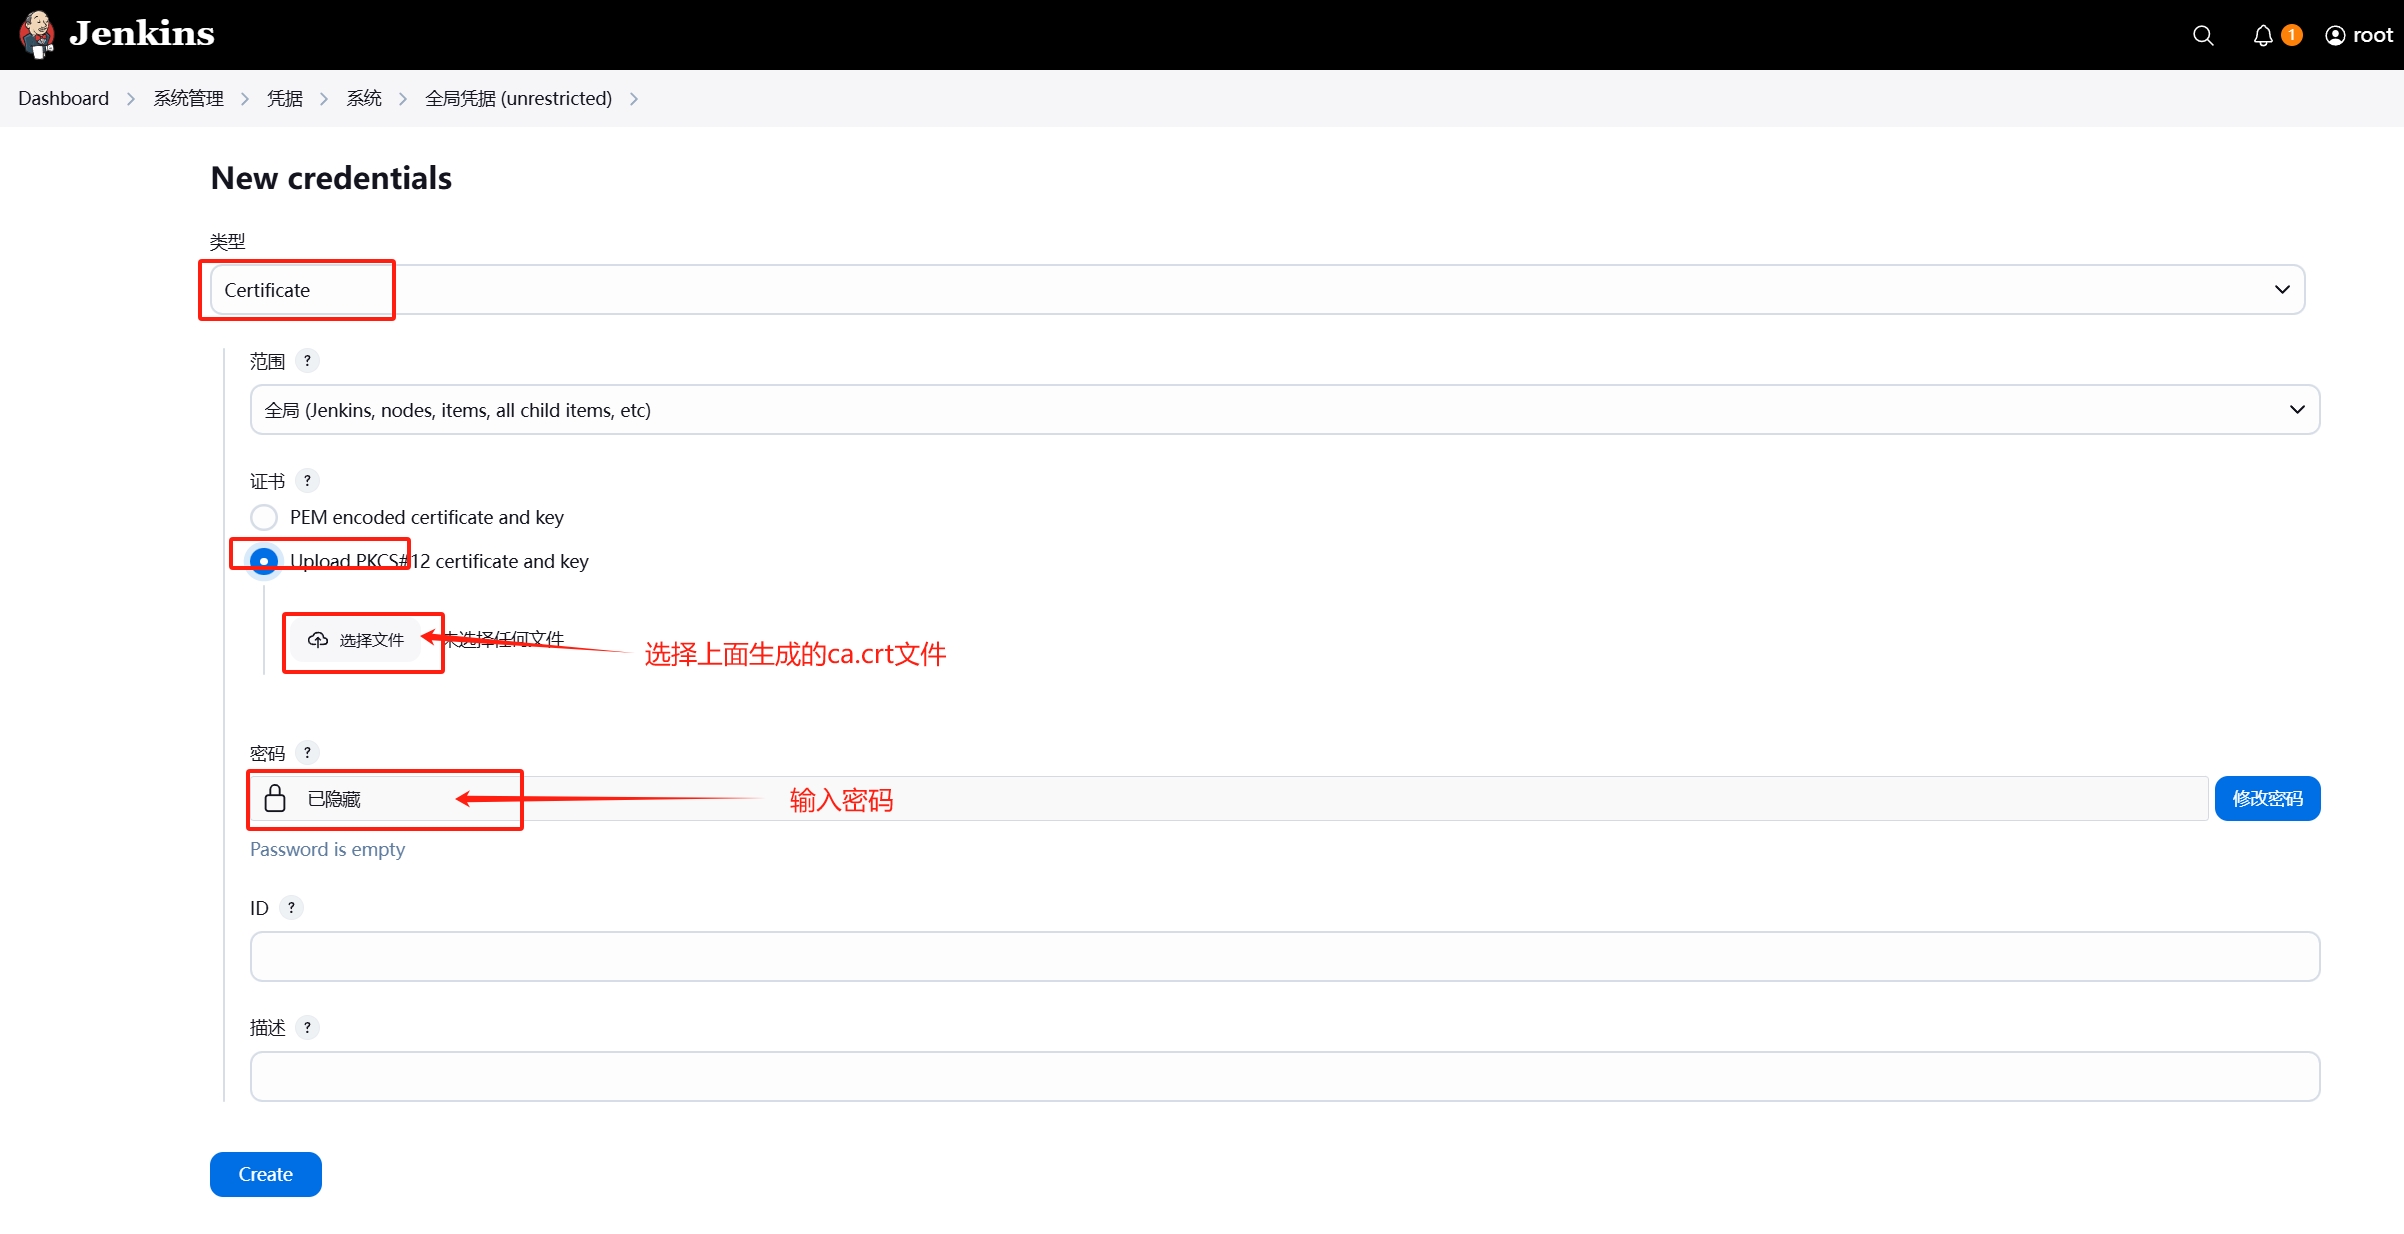 Jenkins
1
root
Dashboard
系统管理
凭据
系统
全局凭据 (unrestricted)
New credentials
类型
Certificate
范围 ?
全局 (Jenkins, nodes, items, all child items, etc)
证书 ?
PEM encoded certificate and key
Upload PKCS#12 certificate and key
选择文件 未选择任何文件
选择上面生成的ca.crt文件
密码 ?
已隐藏
输入密码
修改密码
Password is empty
ID ?
描述 ?
Create